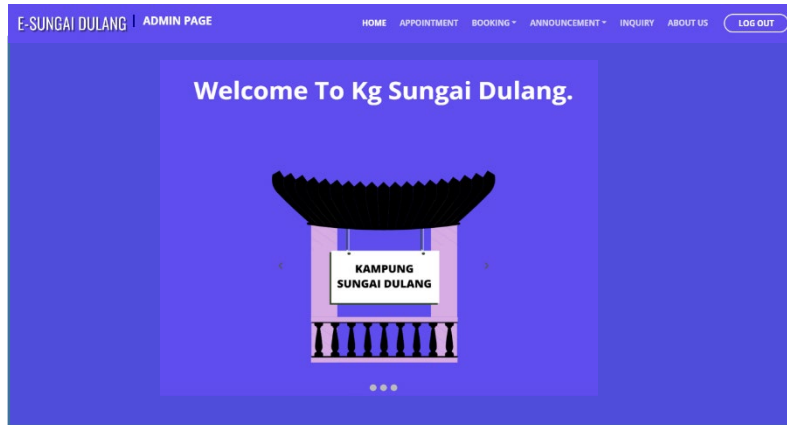 E-SUNGAI DULANG | ADMIN PAGE HOME APPOINTMENT BOOKING ANNOUNCEMENT INQUIRY ABOUT US LOG OUT
Welcome To Kg Sungai Dulang.
KAMPUNG
SUNGAI DULANG